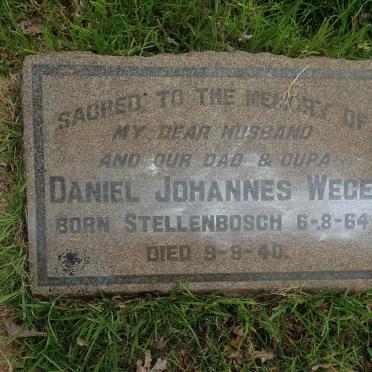 SACRED TO THE MEMORY OF
MY DEAR HUSBAND
AND OUR DAD & OUPA
DANIEL JOHANNES WEGE
BORN STELLENBOSCH 6-8-64
DIED 9-9-40.